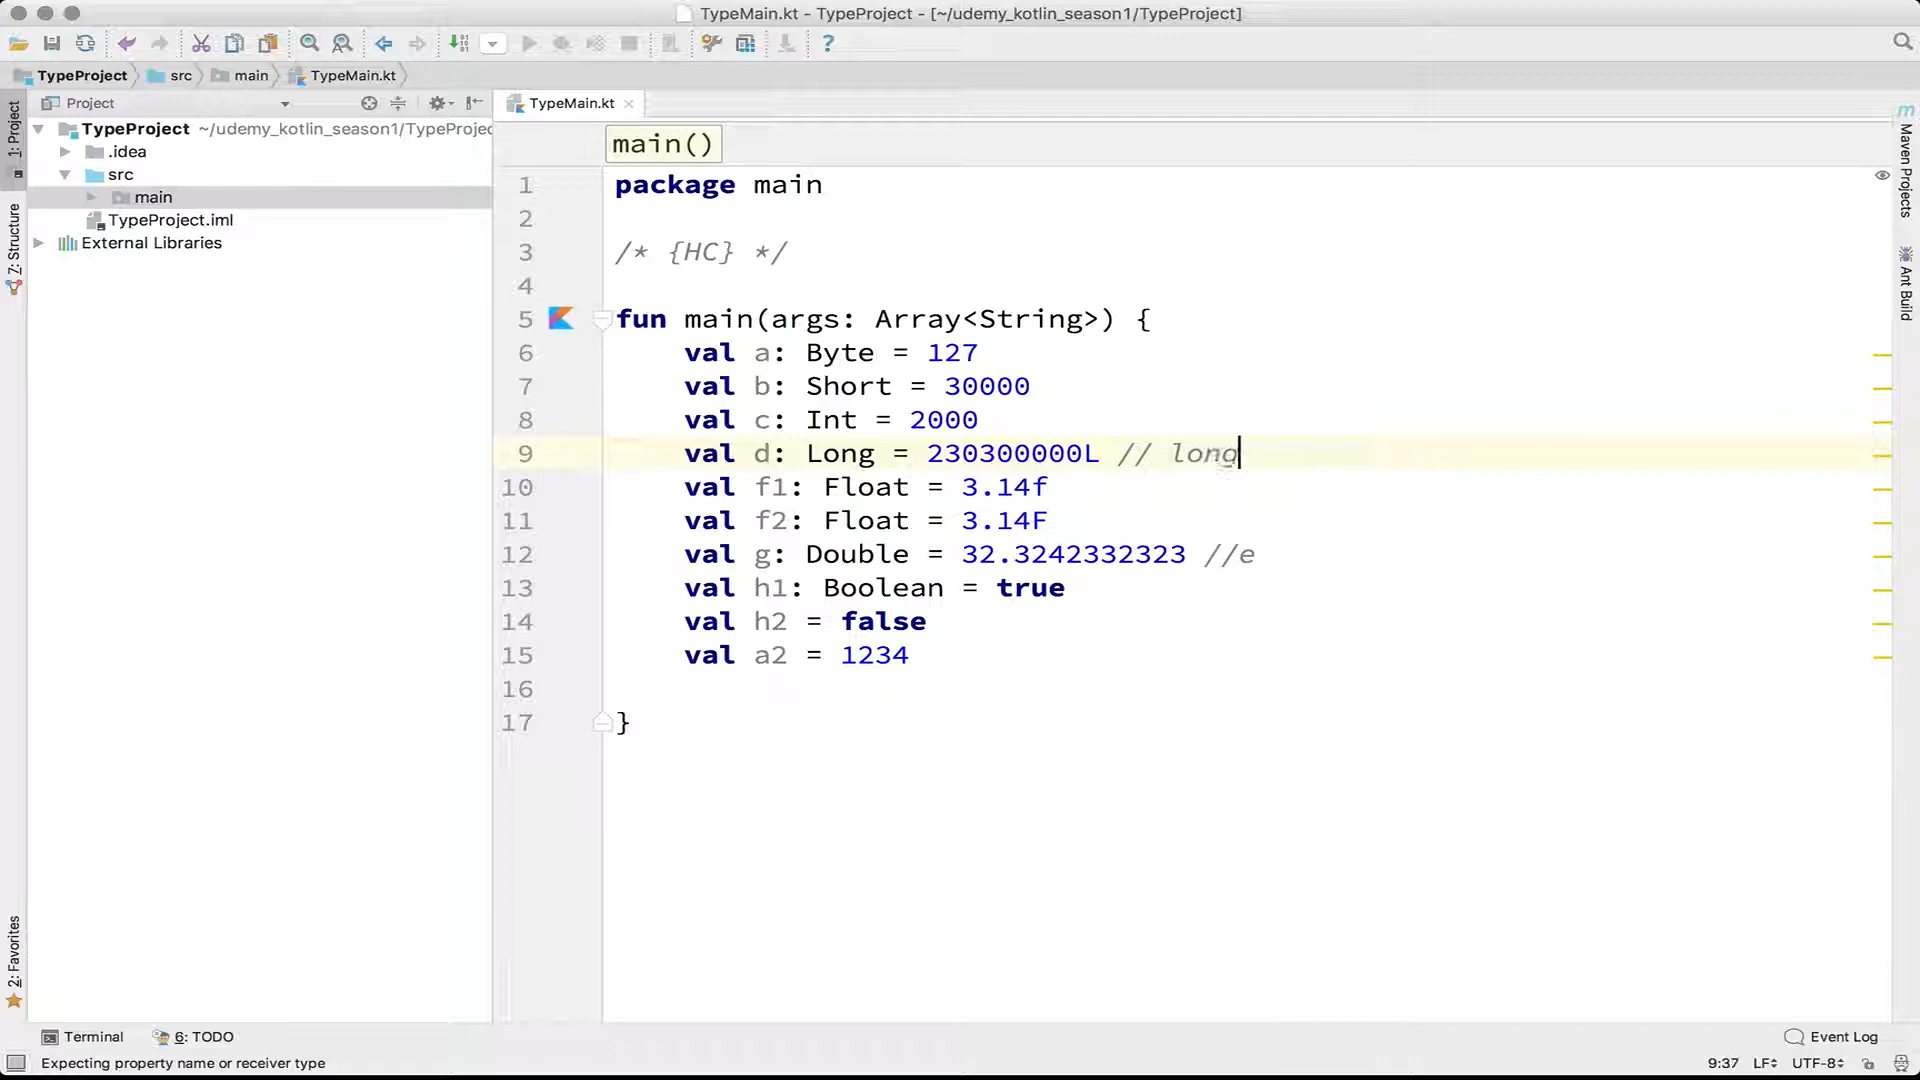 TypeMain.kt - TypeProject - [~/udemy_kotlin_season1/TypeProject]
TypeProject src main TypeMain.kt
1: Project
Project
TypeMain.kt
TypeProject ~/udemy_kotlin_season1/TypeProjec
.idea
src
main
TypeProject.iml
External Libraries
Z: Structure
2: Favorites
main()
1 package main
2
3 /* {HC} */
4
5 fun main(args: Array<String>) {
6 val a: Byte = 127
7 val b: Short = 30000
8 val c: Int = 2000
9 val d: Long = 230300000L // long
10 val f1: Float = 3.14f
11 val f2: Float = 3.14F
12 val g: Double = 32.3242332323 //e
13 val h1: Boolean = true
14 val h2 = false
15 val a2 = 1234
16
17 }
Maven Projects
Ant Build
Terminal 6: TODO Event Log
Expecting property name or receiver type 9:37 LF UTF-8